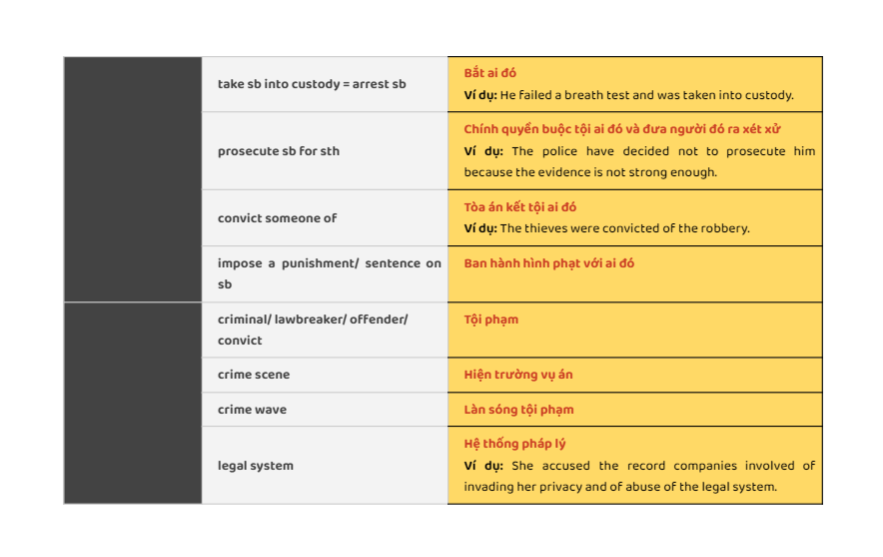 take sb into custody = arrest sb
Bắt ai đó
Ví dụ: He failed a breath test and was taken into custody.
prosecute sb for sth
Chính quyền buộc tội ai đó và đưa người đó ra xét xử
Ví dụ: The police have decided not to prosecute him
because the evidence is not strong enough.
convict someone of
Tòa án kết tội ai đó
Ví dụ: The thieves were convicted of the robbery.
impose a punishment/ sentence on
sb
Ban hành hình phạt với ai đó
criminal/ lawbreaker/ offender/
convict
Tội phạm
crime scene
Hiện trường vụ án
crime wave
Làn sóng tội phạm
legal system
Hệ thống pháp lý
Ví dụ: She accused the record companies involved of
invading her privacy and of abuse of the legal system.